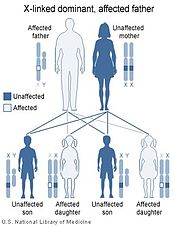 X-linked dominant, affected father
Affected father
Unaffected mother
Unaffected
Affected
X Y
X X
X Y
X X
X Y
X X
Unaffected son
Affected daughter
Unaffected son
Affected daughter
U.S. National Library of Medicine